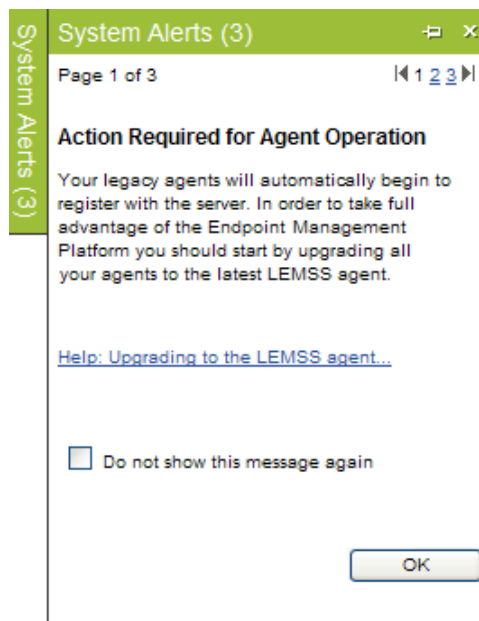 System Alerts (3)
System Alerts (3)
Page 1 of 3
1 2 3
Action Required for Agent Operation
Your legacy agents will automatically begin to
register with the server. In order to take full
advantage of the Endpoint Management
Platform you should start by upgrading all
your agents to the latest LEMSS agent.
Help: Upgrading to the LEMSS agent...
Do not show this message again
OK